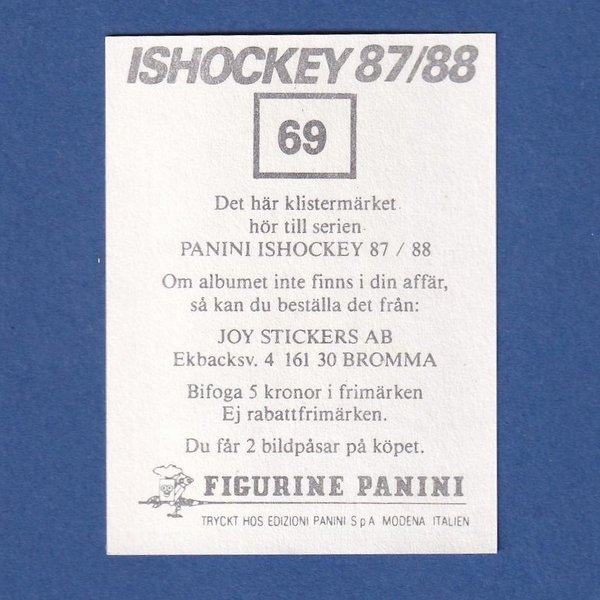 ISHOCKEY 87/88
69
Det här klistermärket
hör till serien
PANINI ISHOCKEY 87 / 88
Om albumet inte finns i din affär,
så kan du beställa det från:
JOY STICKERS AB
Ekbacksv. 4 161 30 BROMMA
Bifoga 5 kronor i frimärken
Ej rabattfrimärken.
Du får 2 bildpåsar på köpet.
FIGURINE PANINI
TRYCKT HOS EDIZIONI PANINI SpA MODENA ITALIEN